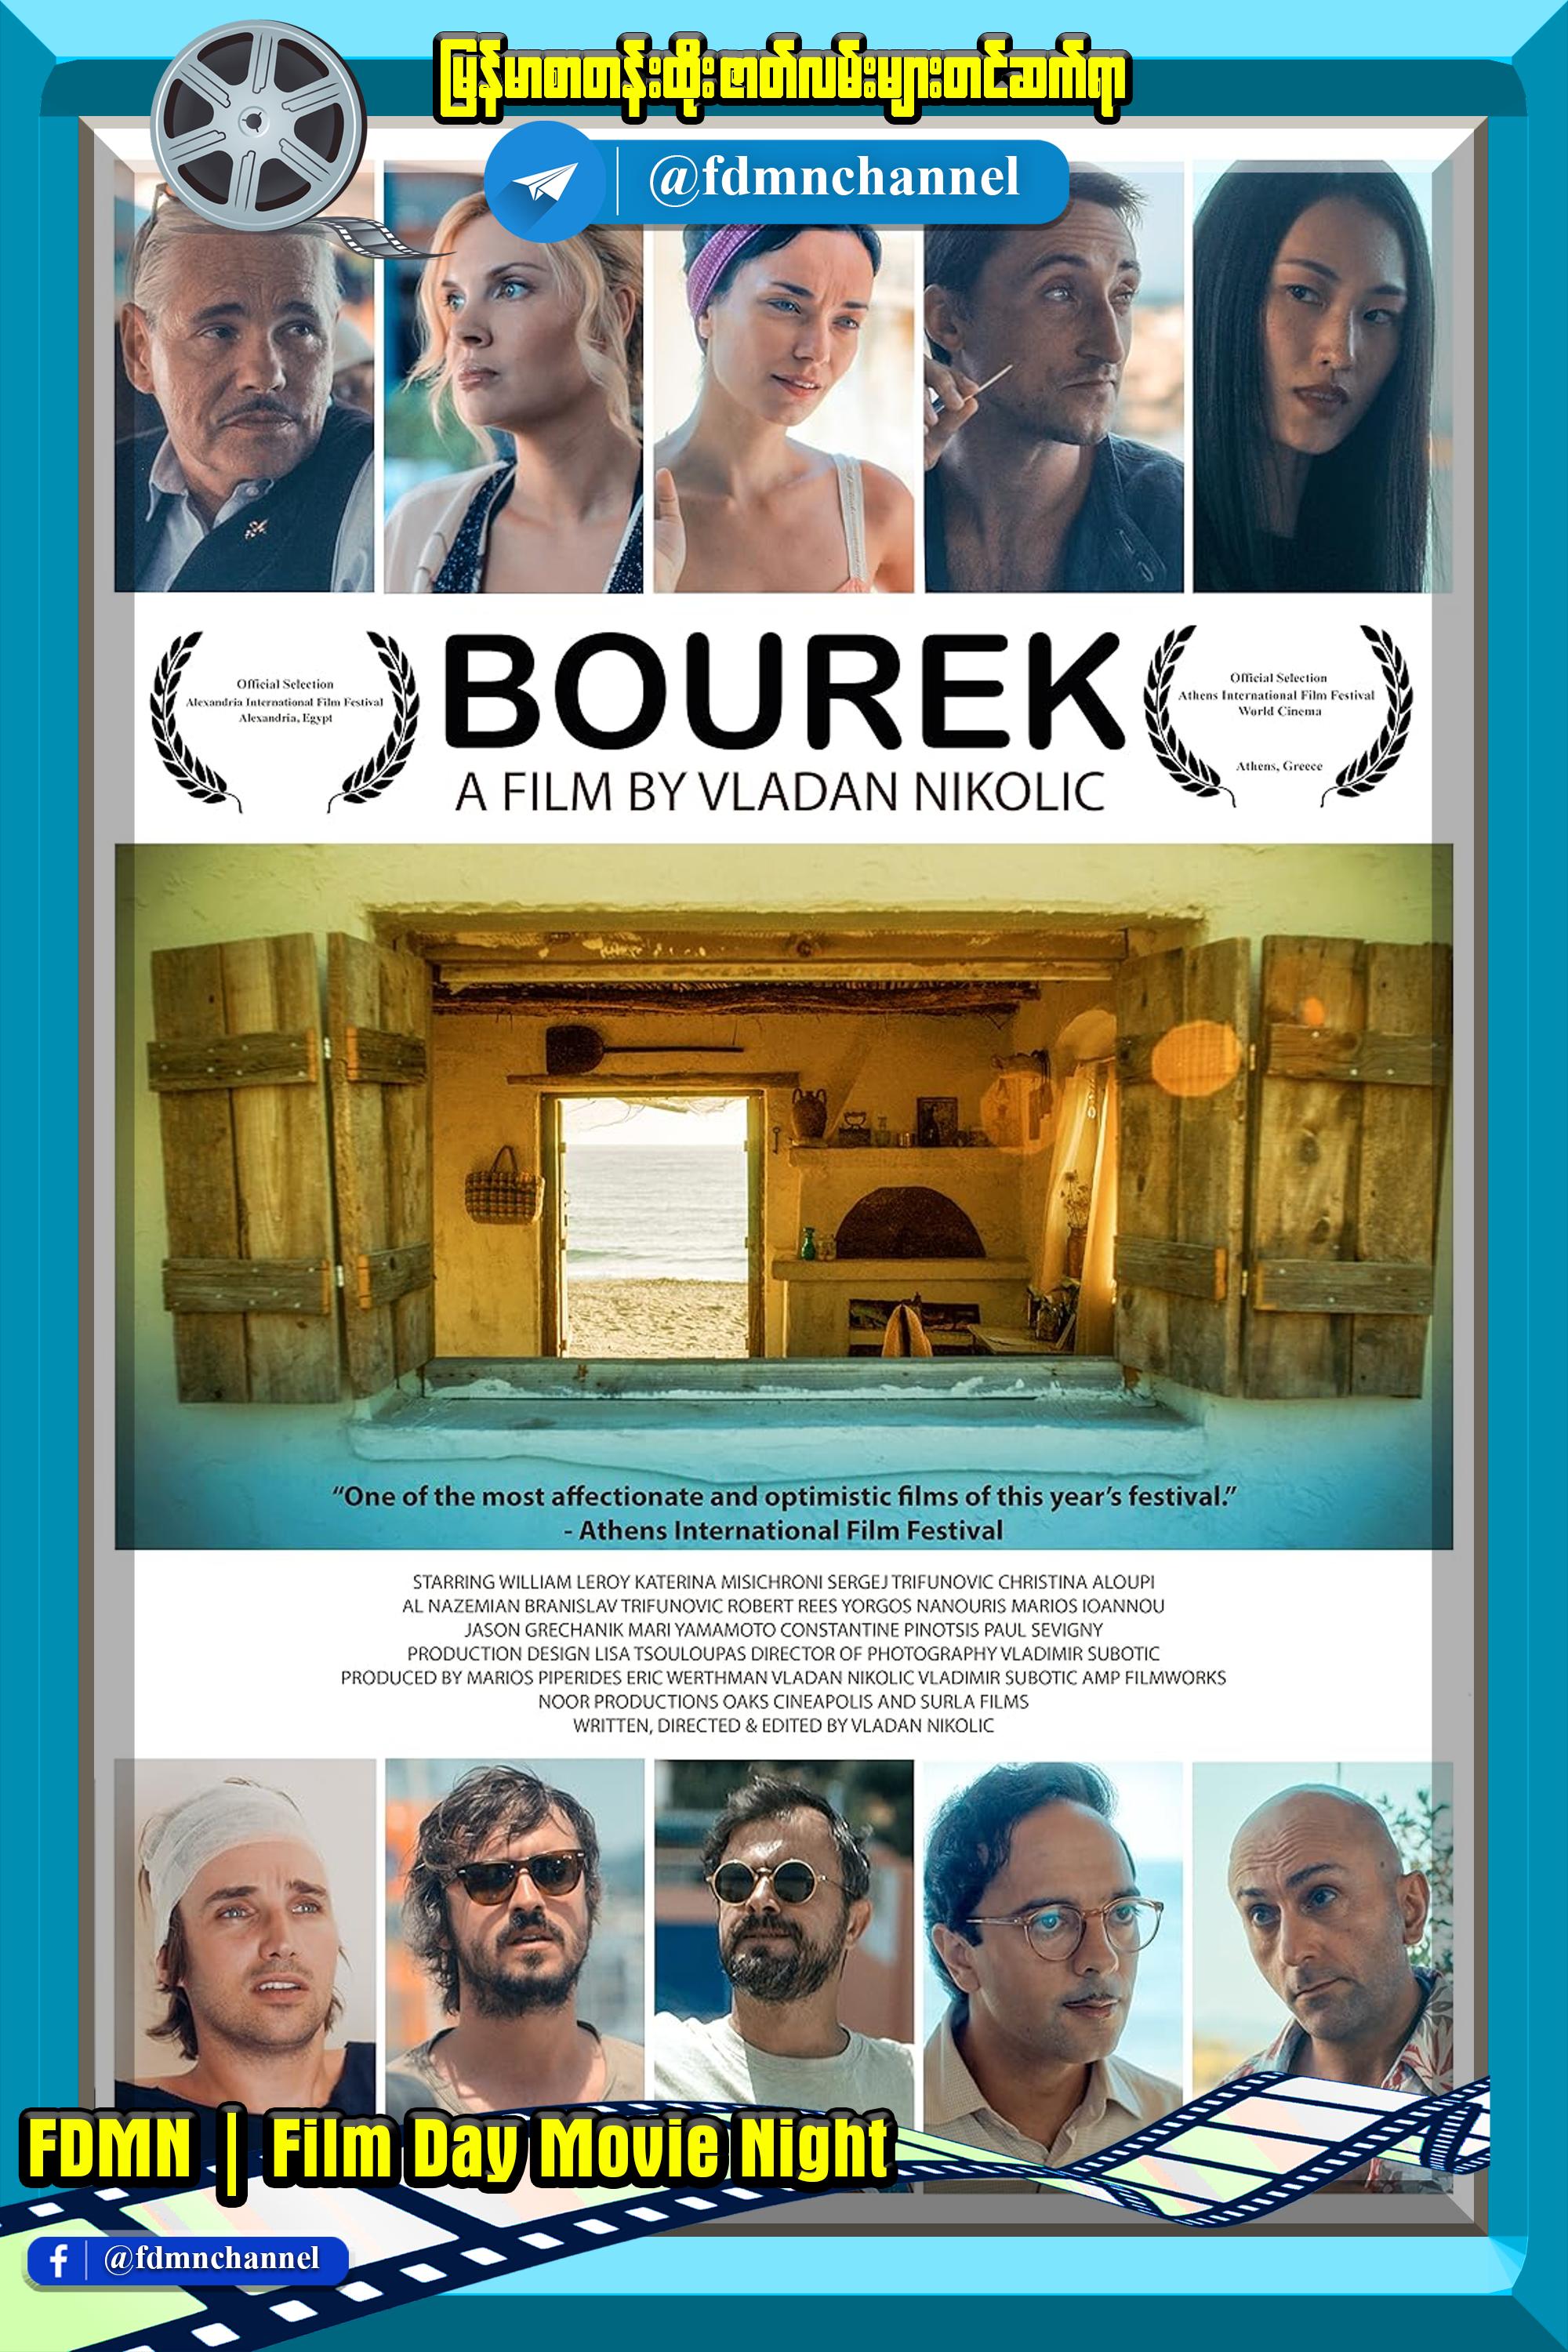 မြန်မာစာတန်းထိုး ဇာတ်လမ်းများတင်ဆက်ရာ
@fdmnchannel
Official Selection
Alexandria International Film Festival
Alexandria, Egypt
BOUREK
A FILM BY VLADAN NIKOLIC
Official Selection
Athens International Film Festival
World Cinema
Athens, Greece
“One of the most affectionate and optimistic films of this year’s festival.”
- Athens International Film Festival
STARRING WILLIAM LEROY KATERINA MISICHRONI SERGEJ TRIFUNOVIC CHRISTINA ALOUPI
AL NAZEMIAN BRANISLAV TRIFUNOVIC ROBERT REES YORGOS NANOURIS MARIOS IOANNOU
JASON GRECHANIK MARI YAMAMOTO CONSTANTINE PINOTSIS PAUL SEVIGNY
PRODUCTION DESIGN LISA TSOULOUPAS DIRECTOR OF PHOTOGRAPHY VLADIMIR SUBOTIC
PRODUCED BY MARIOS PIPERIDES ERIC WERTHMAN VLADAN NIKOLIC VLADIMIR SUBOTIC AMP FILMWORKS
NOOR PRODUCTIONS OAKS CINEAPOLIS AND SURLA FILMS
WRITTEN, DIRECTED & EDITED BY VLADAN NIKOLIC
FDMN | Film Day Movie Night
@fdmnchannel